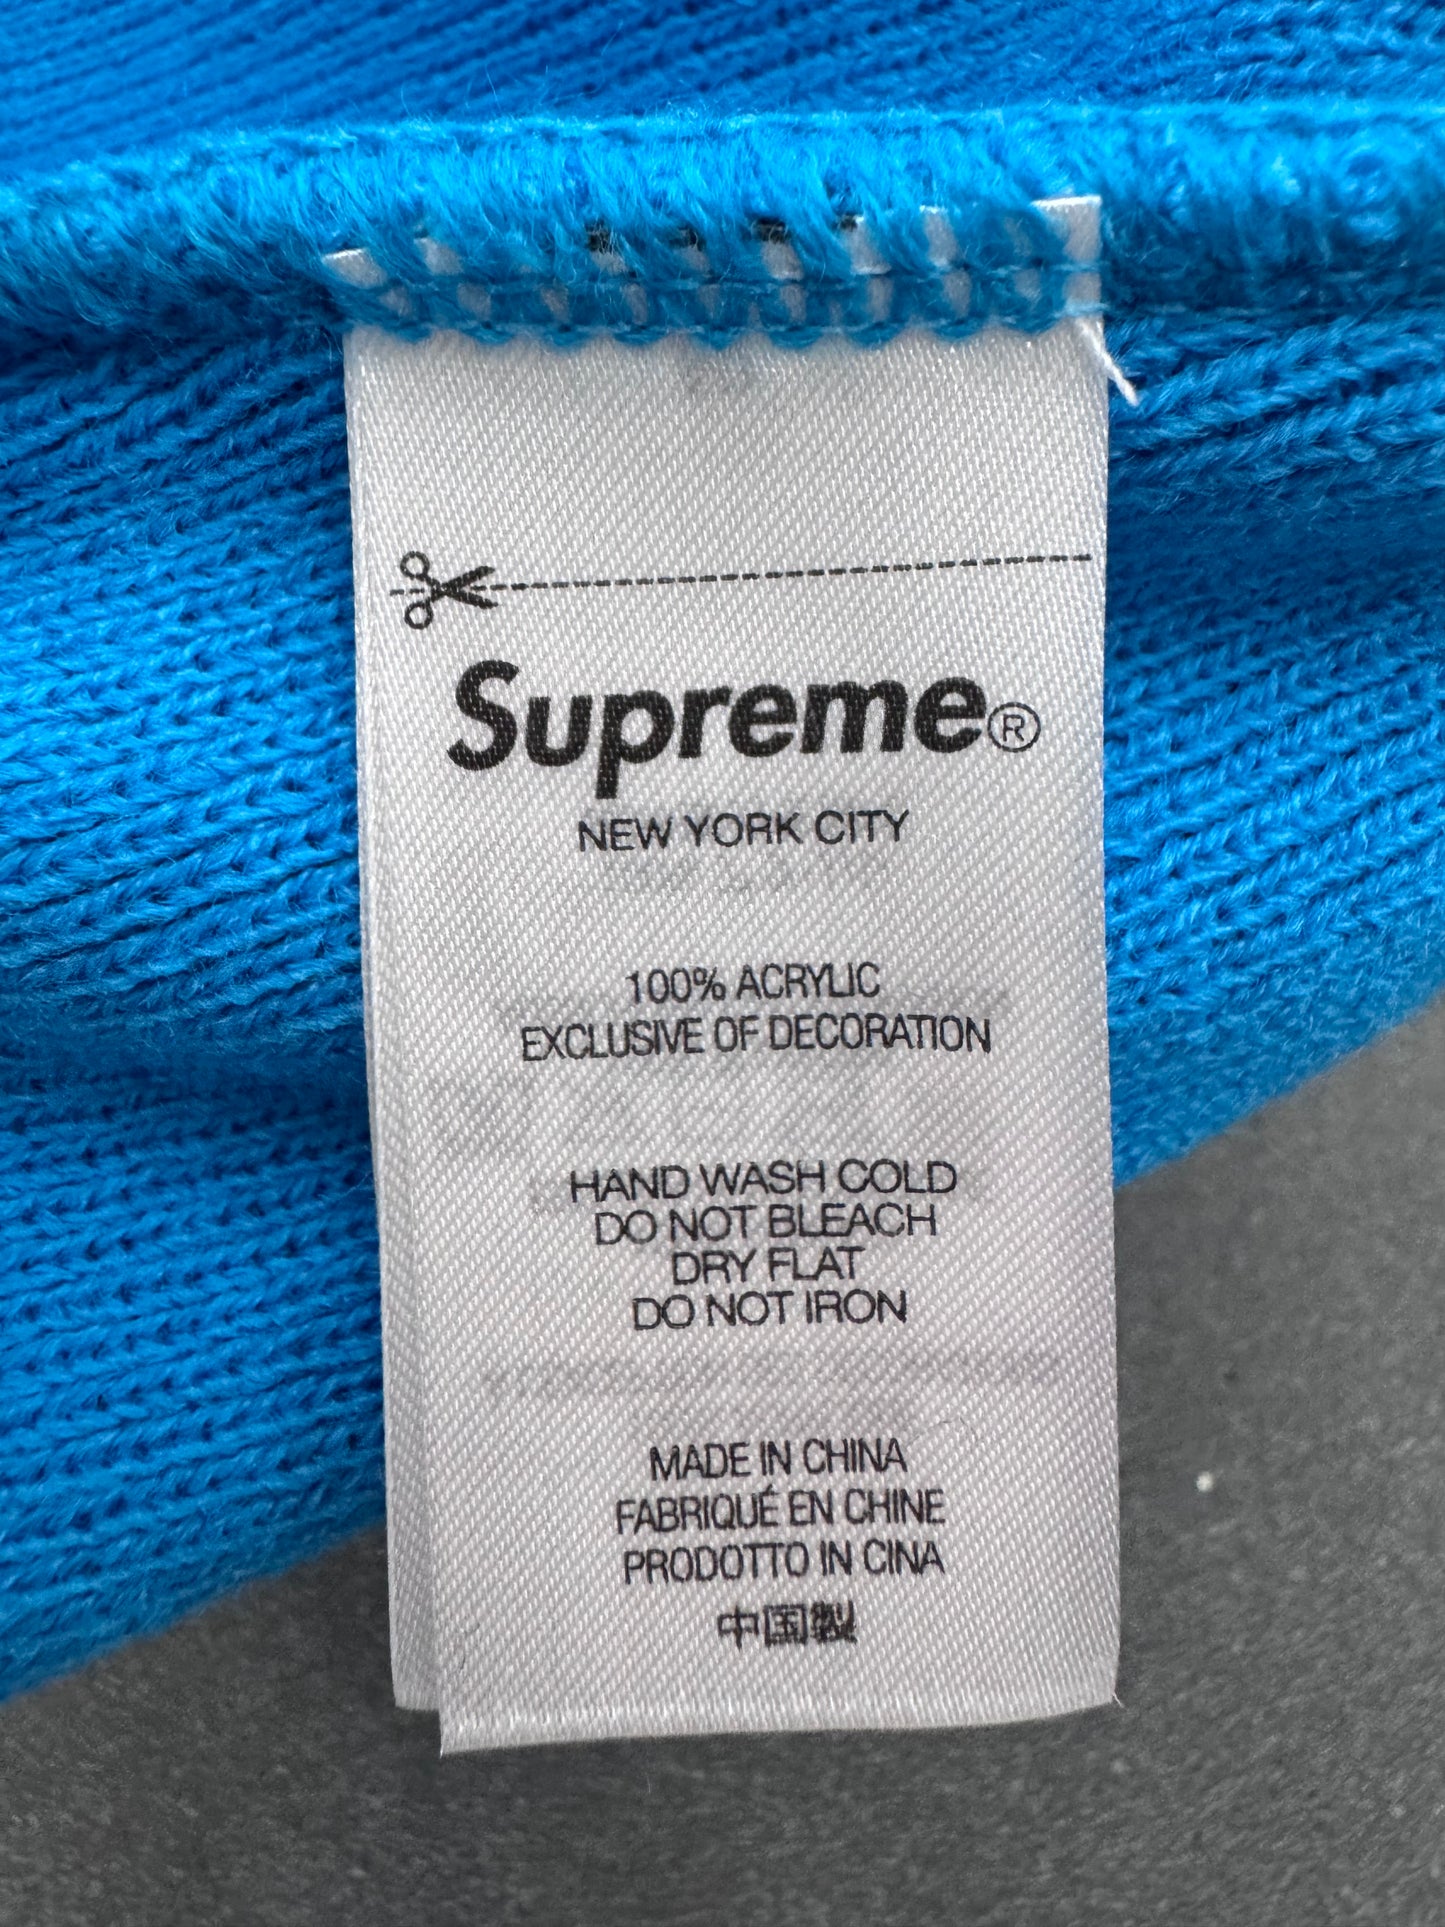 Supreme®
NEW YORK CITY
100% ACRYLIC
EXCLUSIVE OF DECORATION
HAND WASH COLD
DO NOT BLEACH
DRY FLAT
DO NOT IRON
MADE IN CHINA
FABRIQUÉ EN CHINE
PRODOTTO IN CINA
中国製